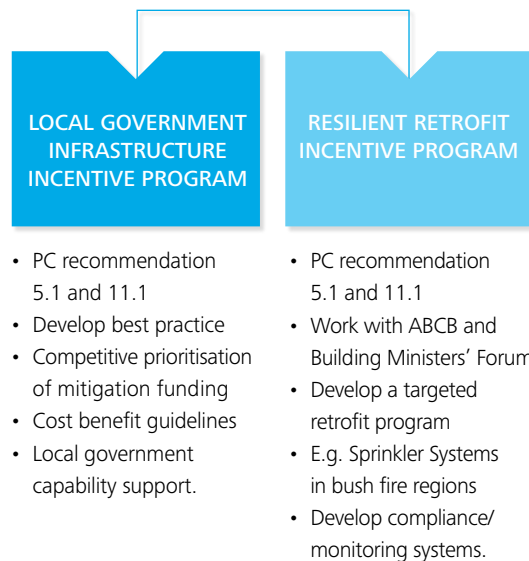 LOCAL GOVERNMENT
INFRASTRUCTURE
INCENTIVE PROGRAM
• PC recommendation
5.1 and 11.1
• Develop best practice
• Competitive prioritisation
of mitigation funding
• Cost benefit guidelines
• Local government
capability support.
RESILIENT RETROFIT
INCENTIVE PROGRAM
• PC recommendation
5.1 and 11.1
• Work with ABCB and
Building Ministers’ Forum
• Develop a targeted
retrofit program
• E.g. Sprinkler Systems
in bush fire regions
• Develop compliance/
monitoring systems.